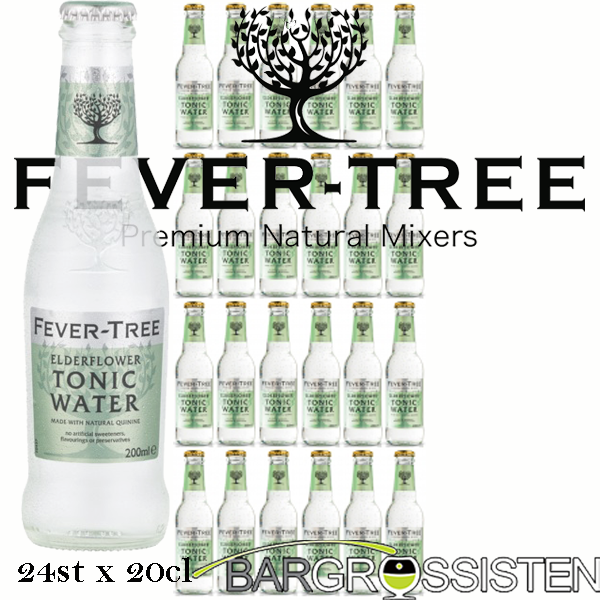 FEVER-TREE
Premium Natural Mixers
FEVER-TREE
ELDERFLOWER
TONIC
WATER
MADE WITH NATURAL QUININE
no artificial sweeteners,
flavourings or preservatives
200ml e
24st x 20cl
BARGROSSISTEN